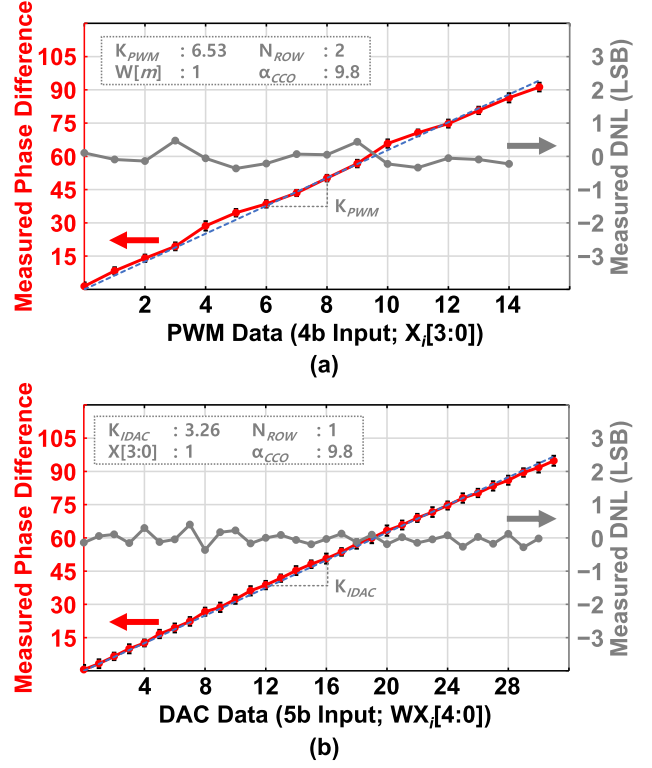 K_PWM : 6.53 N_ROW : 2
W[m] : 1 α_CCO : 9.8
Measured Phase Difference
105
90
75
60
45
30
15
K_PWM
3
2
1
0
−1
−2
−3
Measured DNL (LSB)
2 4 6 8 10 12 14
PWM Data (4b Input; X_i[3:0])
(a)
K_IDAC : 3.26 N_ROW : 1
X[3:0] : 1 α_CCO : 9.8
Measured Phase Difference
105
90
75
60
45
30
15
K_IDAC
3
2
1
0
−1
−2
−3
Measured DNL (LSB)
4 8 12 16 20 24 28
DAC Data (5b Input; WX_i[4:0])
(b)